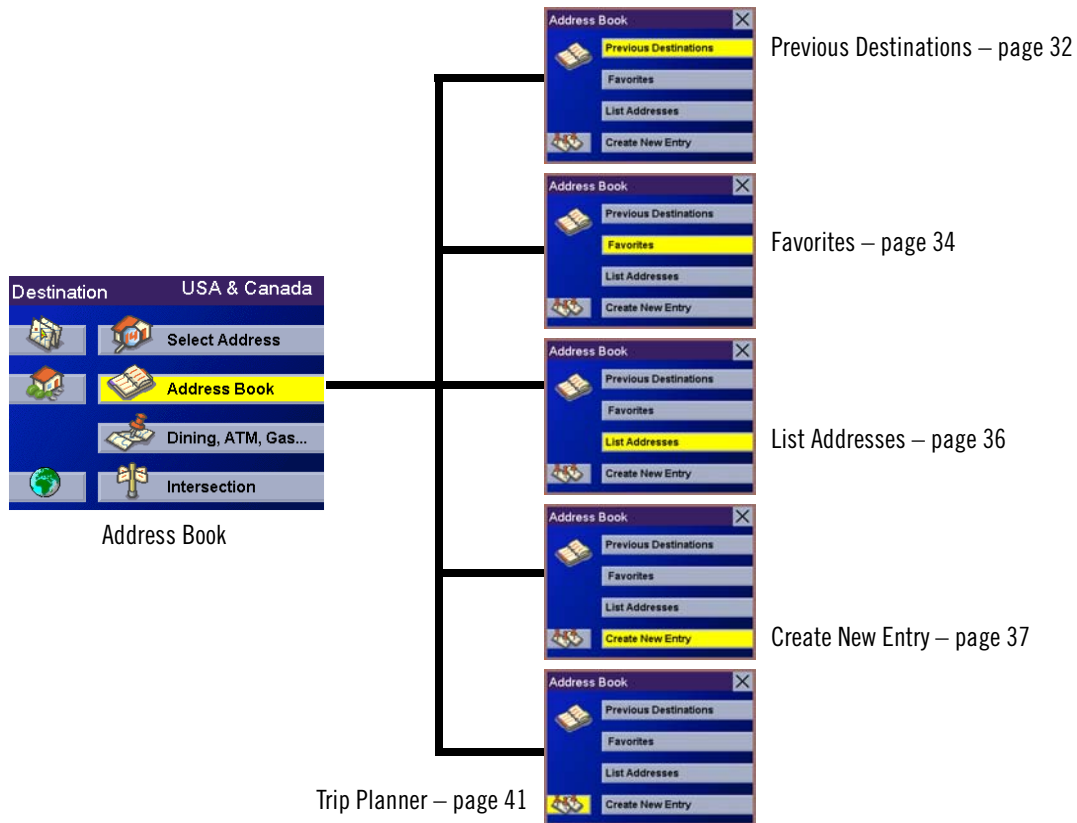 Address Book
Previous Destinations
Favorites
List Addresses
Create New Entry
Previous Destinations – page 32
Address Book
Previous Destinations
Favorites
List Addresses
Create New Entry
Favorites – page 34
Destination USA & Canada
Select Address
Address Book
Dining, ATM, Gas...
Intersection
Address Book
Address Book
Previous Destinations
Favorites
List Addresses
Create New Entry
List Addresses – page 36
Address Book
Previous Destinations
Favorites
List Addresses
Create New Entry
Create New Entry – page 37
Address Book
Previous Destinations
Favorites
List Addresses
Create New Entry
Trip Planner – page 41